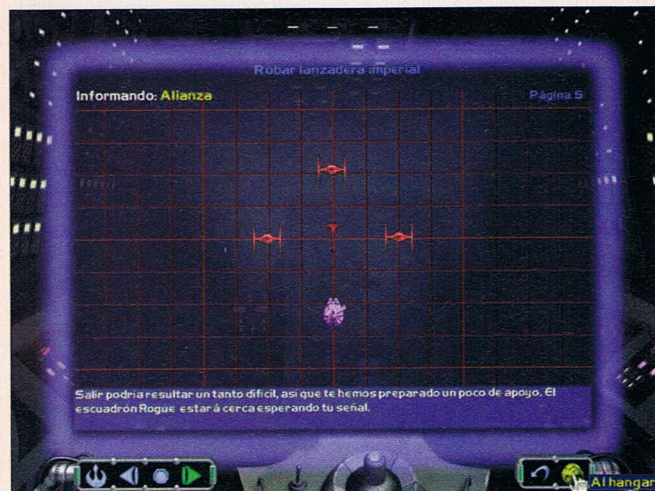 Robar lanzadera imperial
Informando: Alianza
Página 5
Salir podría resultar un tanto difícil, así que te hemos preparado un poco de apoyo. El
escuadrón Rogue estará cerca esperando tu señal.
Al hangar